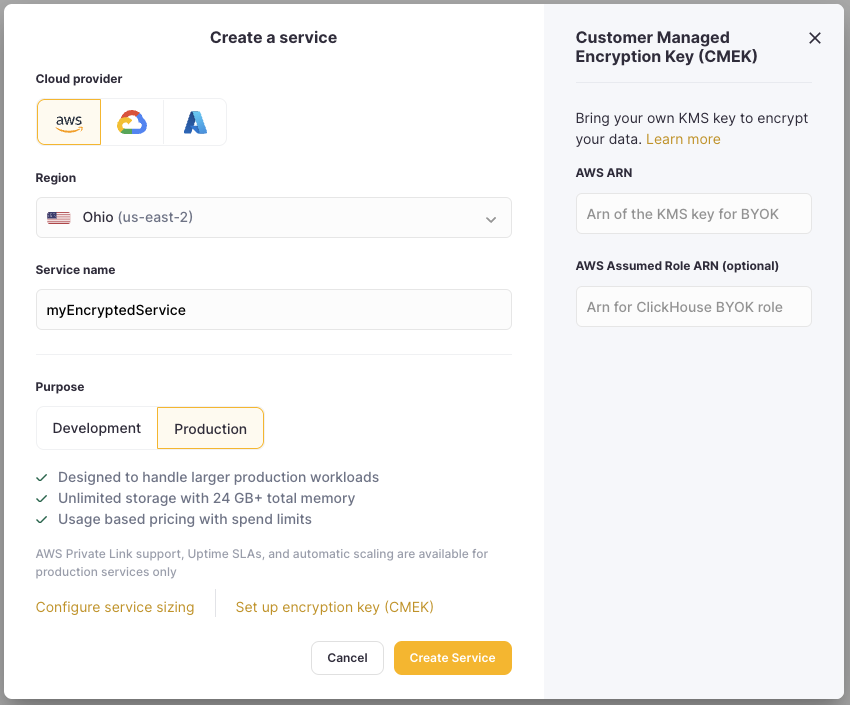 Create a service
Cloud provider
aws
Region
Ohio (us-east-2)
Service name
myEncryptedService
Purpose
Development
Production
Designed to handle larger production workloads
Unlimited storage with 24 GB+ total memory
Usage based pricing with spend limits
AWS Private Link support, Uptime SLAs, and automatic scaling are available for
production services only
Configure service sizing
Set up encryption key (CMEK)
Cancel
Create Service
Customer Managed
Encryption Key (CMEK)
Bring your own KMS key to encrypt
your data. Learn more
AWS ARN
Arn of the KMS key for BYOK
AWS Assumed Role ARN (optional)
Arn for ClickHouse BYOK role